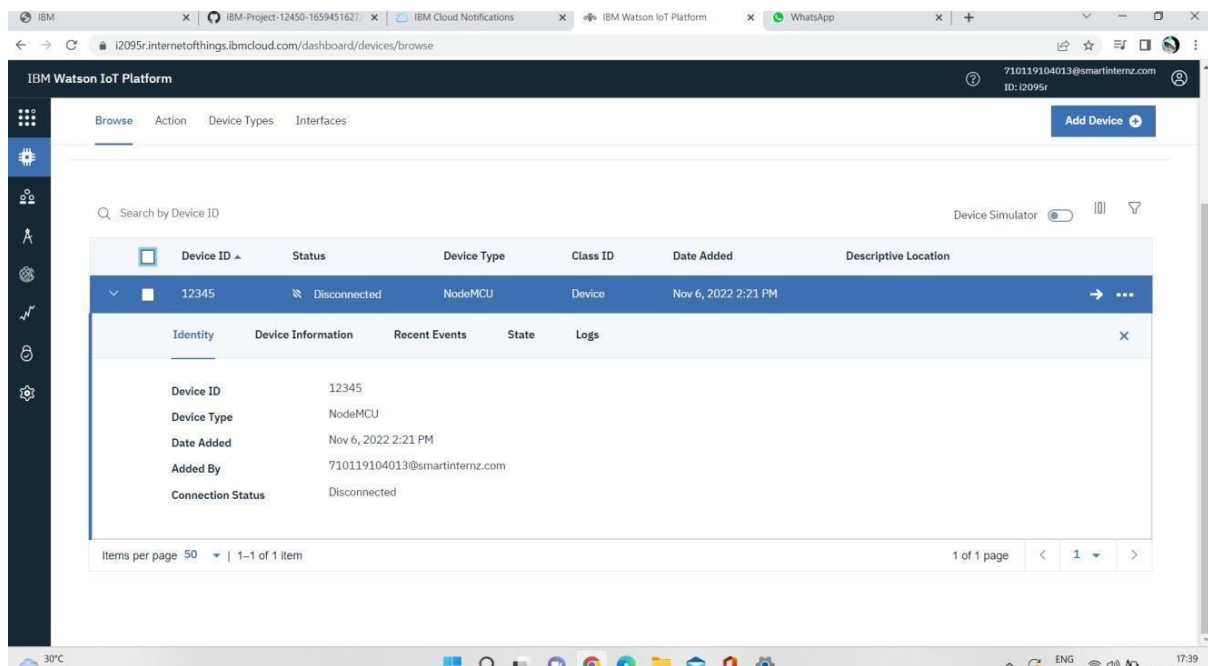 IBM
IBM-Project-12450-1659451627
IBM Cloud Notifications
IBM Watson IoT Platform
WhatsApp
i2095r.internetofthings.ibmcloud.com/dashboard/devices/browse
IBM Watson IoT Platform
710119104013@smartinternz.com
ID: i2095r
Browse Action Device Types Interfaces
Add Device
Search by Device ID
Device Simulator
Device ID Status Device Type Class ID Date Added Descriptive Location
12345 Disconnected NodeMCU Device Nov 6, 2022 2:21 PM
Identity Device Information Recent Events State Logs
Device ID 12345
Device Type NodeMCU
Date Added Nov 6, 2022 2:21 PM
Added By 710119104013@smartinternz.com
Connection Status Disconnected
Items per page 50 | 1–1 of 1 item
1 of 1 page 1
30°C
ENG
17:39